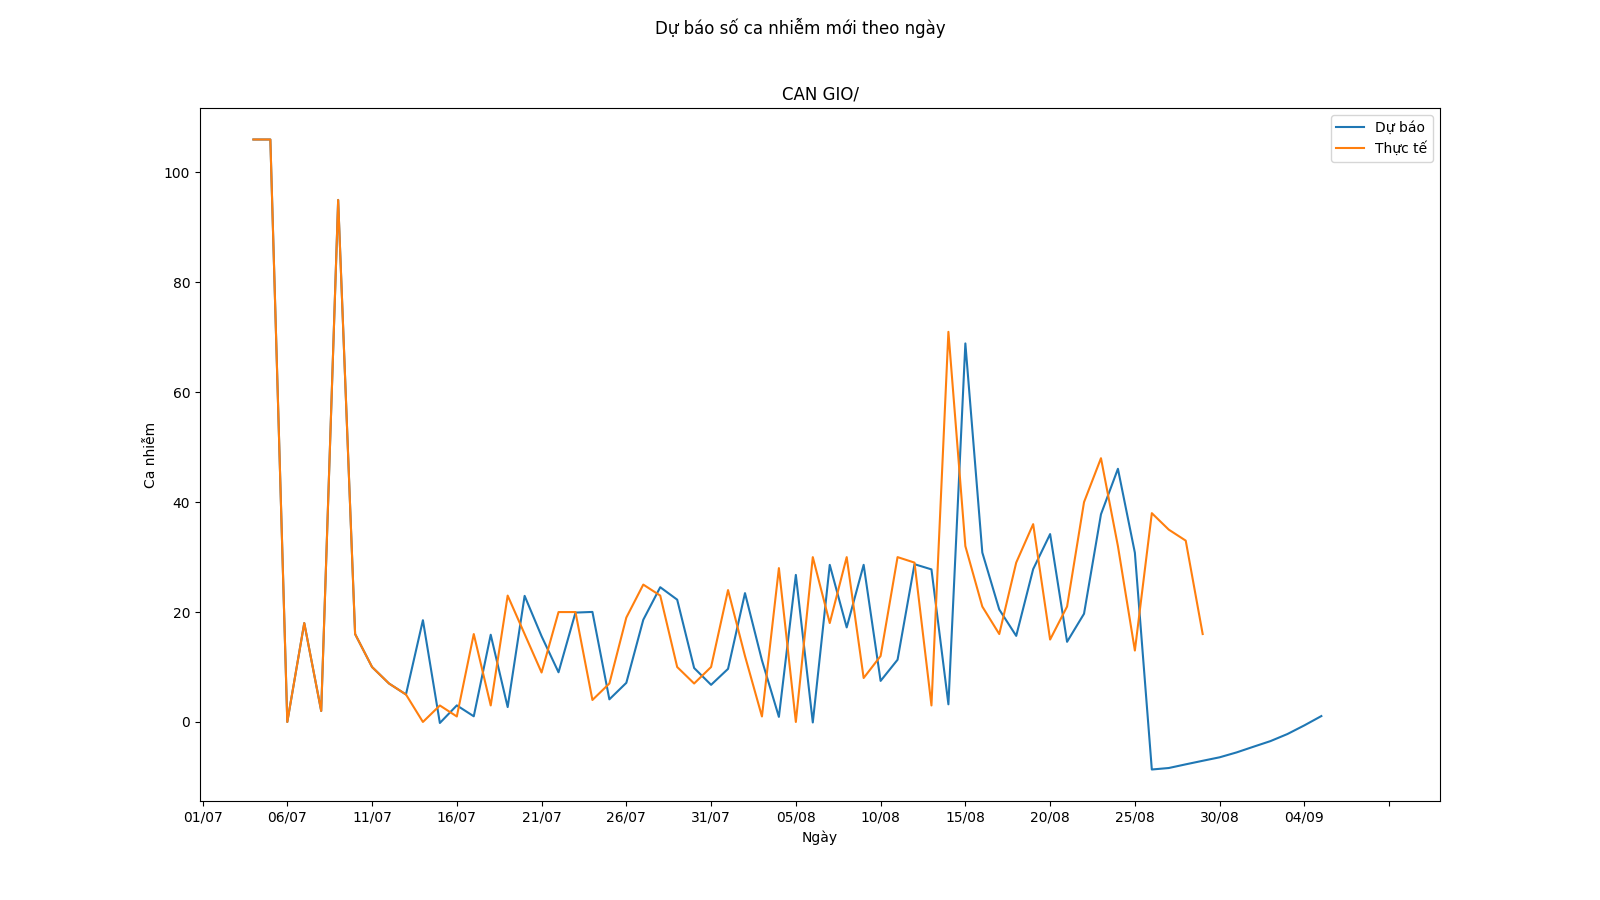 Dự báo số ca nhiễm mới theo ngày
CAN GIO/
Dự báo
Thực tế
100
80
60
40
20
0
Ca nhiễm
01/07 06/07 11/07 16/07 21/07 26/07 31/07 05/08 10/08 15/08 20/08 25/08 30/08 04/09
Ngày